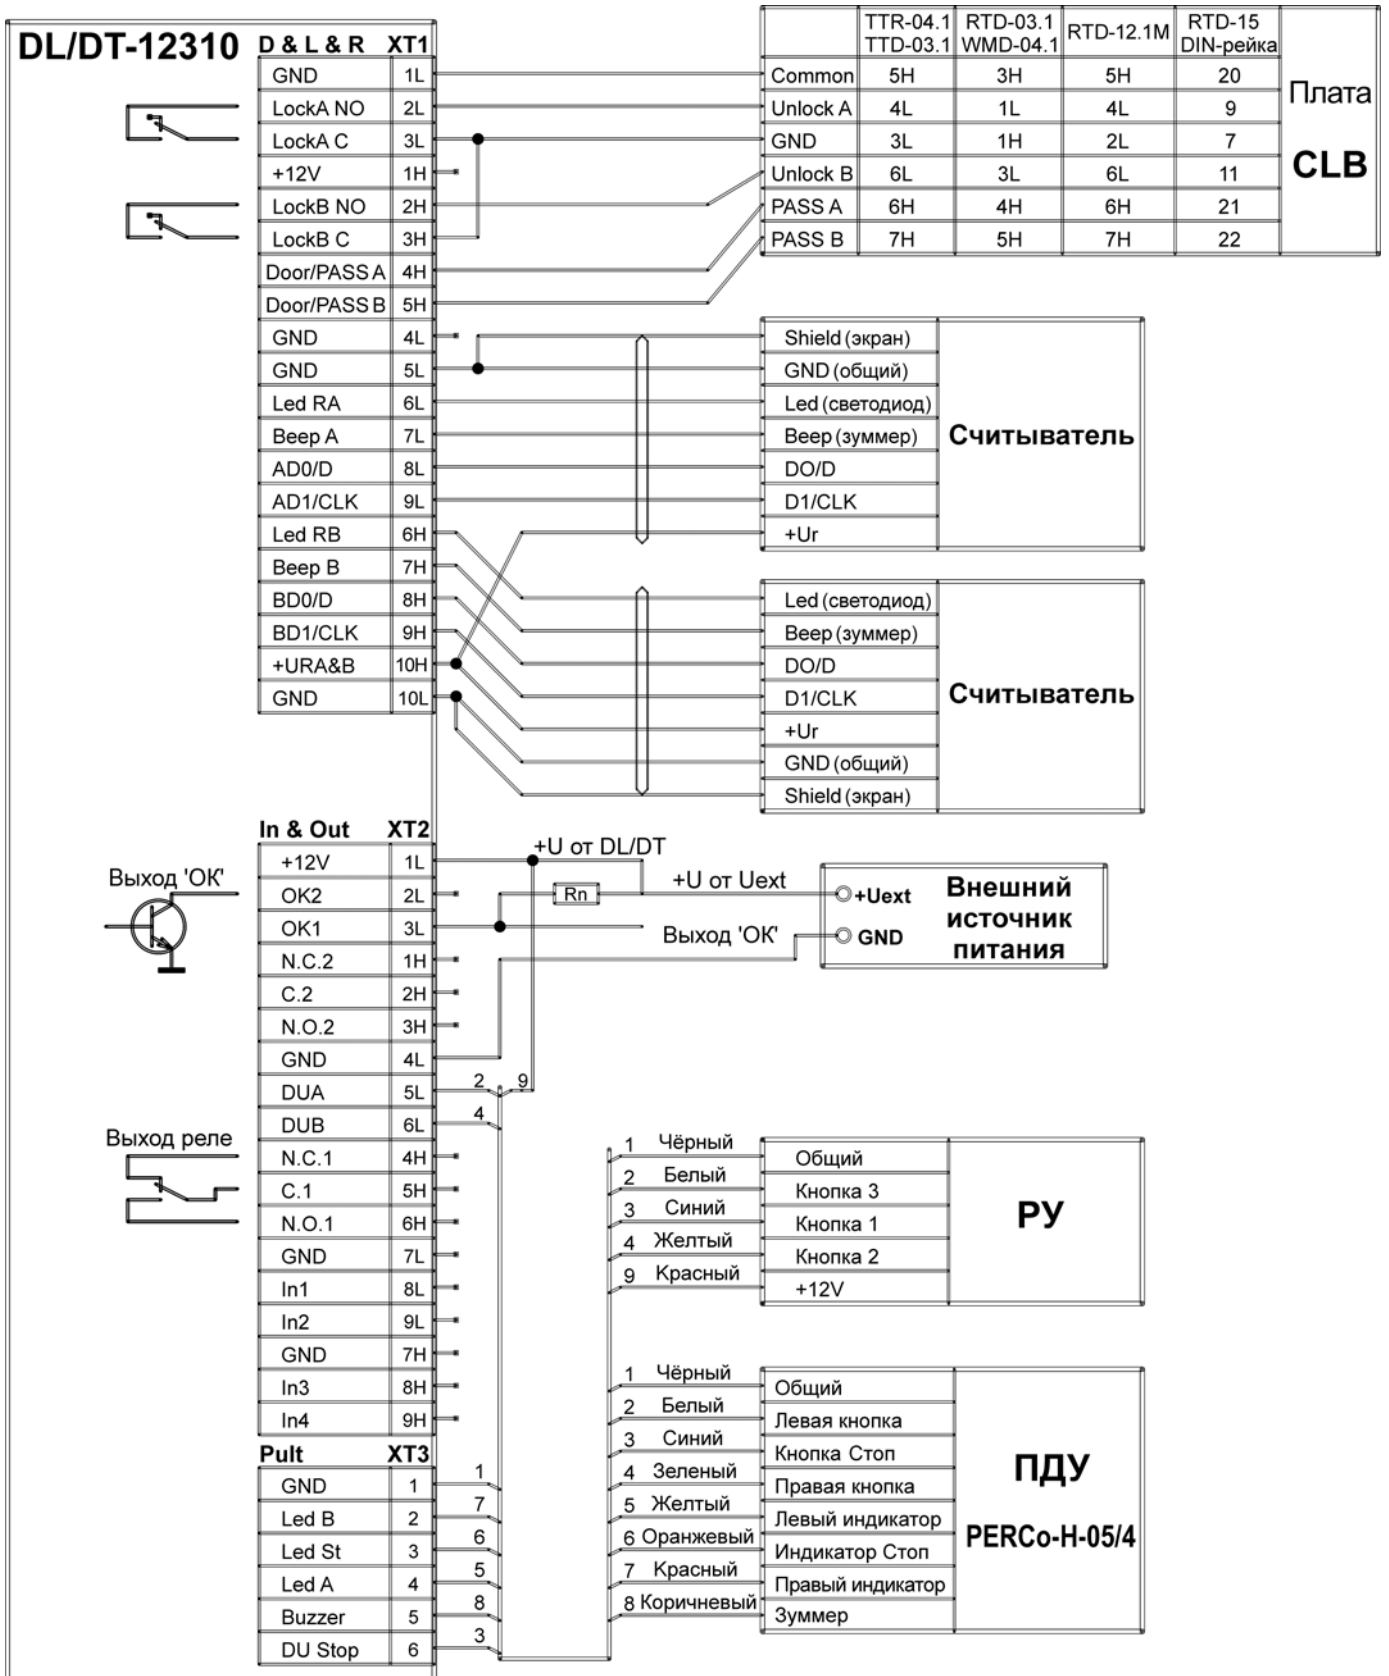 DL/DT-12310
D & L & R XT1
GND 1L
LockA NO 2L
LockA C 3L
+12V 1H
LockB NO 2H
LockB C 3H
Door/PASS A 4H
Door/PASS B 5H
GND 4L
GND 5L
Led RA 6L
Beep A 7L
AD0/D 8L
AD1/CLK 9L
Led RB 6H
Beep B 7H
BD0/D 8H
BD1/CLK 9H
+URA&B 10H
GND 10L
TTR-04.1 RTD-03.1 RTD-12.1M RTD-15
TTD-03.1 WMD-04.1 DIN-рейка
Common 5H 3H 5H 20
Unlock A 4L 1L 4L 9
GND 3L 1H 2L 7
Unlock B 6L 3L 6L 11
PASS A 6H 4H 6H 21
PASS B 7H 5H 7H 22
Плата
CLB
Shield (экран)
GND (общий)
Led (светодиод)
Beep (зуммер)
DO/D
D1/CLK
+Ur
Считыватель
Led (светодиод)
Beep (зуммер)
DO/D
D1/CLK
+Ur
GND (общий)
Shield (экран)
Считыватель
In & Out XT2
+12V 1L
OK2 2L
OK1 3L
N.C.2 1H
C.2 2H
N.O.2 3H
GND 4L
DUA 5L
DUB 6L
N.C.1 4H
C.1 5H
N.O.1 6H
GND 7L
In1 8L
In2 9L
GND 7H
In3 8H
In4 9H
Выход 'ОК'
Выход реле
+U от DL/DT
Rn
+U от Uext
Выход 'ОК'
+Uext
GND
Внешний
источник
питания
2 9
4
1 Чёрный Общий
2 Белый Кнопка 3
3 Синий Кнопка 1
4 Желтый Кнопка 2
9 Красный +12V
РУ
Pult XT3
GND 1 1
Led B 2 7
Led St 3 6
Led A 4 5
Buzzer 5 8
DU Stop 6 3
1 Чёрный Общий
2 Белый Левая кнопка
3 Синий Кнопка Стоп
4 Зеленый Правая кнопка
5 Желтый Левый индикатор
6 Оранжевый Индикатор Стоп
7 Красный Правый индикатор
8 Коричневый Зуммер
ПДУ
PERCo-H-05/4